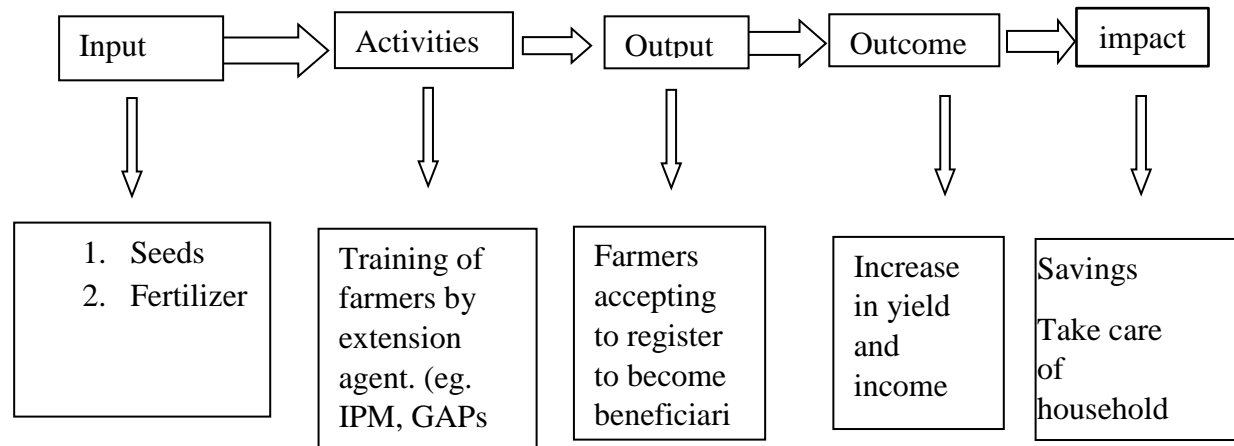 Input
Activities
Output
Outcome
impact
1. Seeds
2. Fertilizer
Training of
farmers by
extension
agent. (eg.
IPM, GAPs
Farmers
accepting
to register
to become
beneficiari
Increase
in yield
and
income
Savings
Take care
of
household